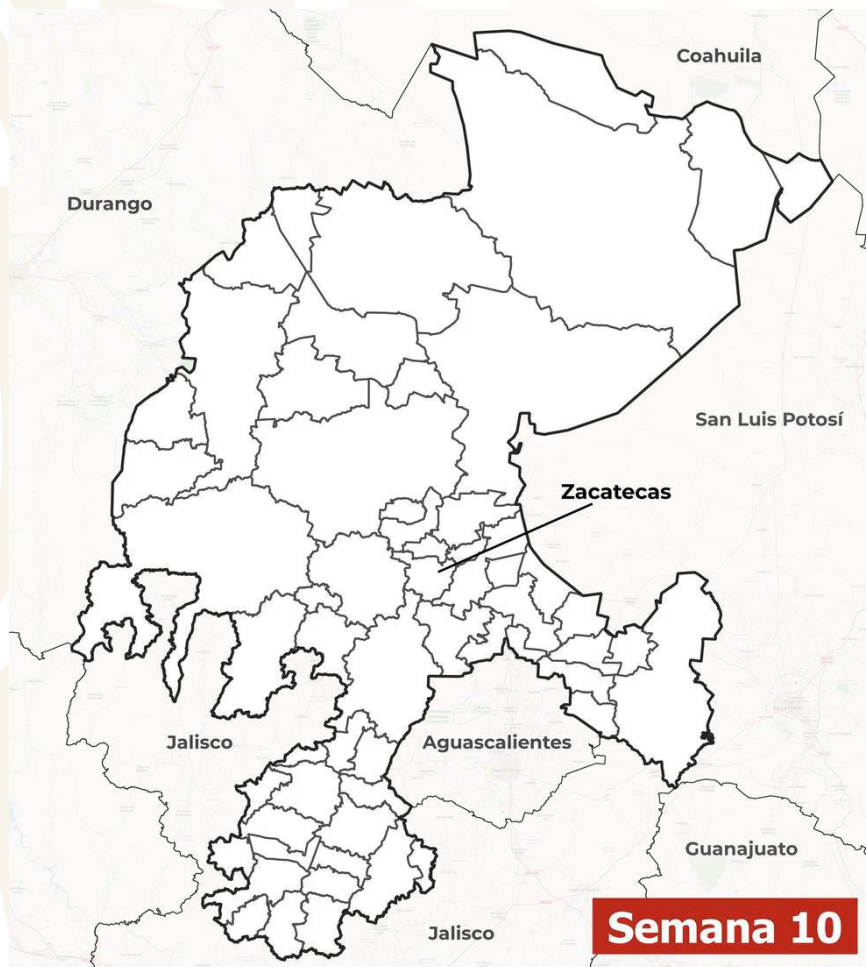 Coahuila
Durango
San Luis Potosí
Zacatecas
Jalisco
Aguascalientes
Guanajuato
Jalisco
Semana 10